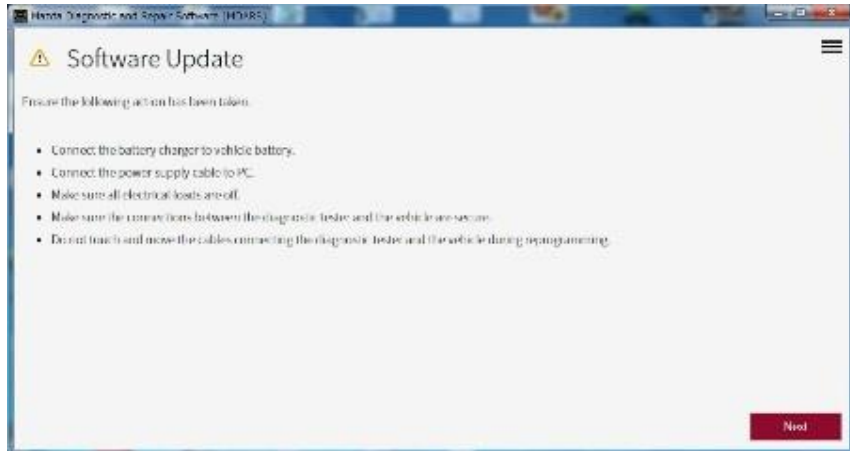 Mazda Diagnostic and Repair Software (MDARS)
Software Update
Ensure the following action has been taken.
• Connect the battery charger to vehicle battery.
• Connect the power supply cable to PC.
• Make sure all electrical loads are off.
• Make sure the connections between the diagnostic tester and the vehicle are secure.
• Do not touch and move the cables connecting the diagnostic tester and the vehicle during reprogramming.
Next